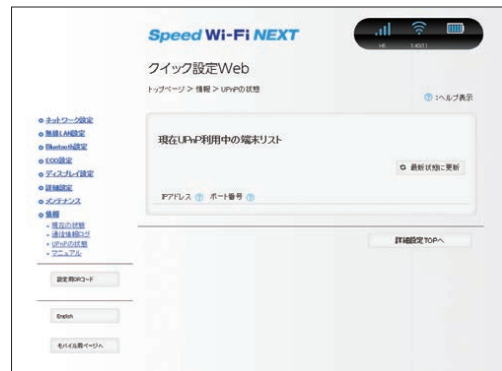 Speed Wi-Fi NEXT
クイック設定Web
トップページ > 情報 > UPnPの状態
:ヘルプ表示
ネットワーク設定
無線LAN設定
Bluetooth設定
ECO設定
ディスプレイ設定
詳細設定
メンテナンス
情報
現在の状態
通信情報ログ
UPnPの状態
マニュアル
設定用QRコード
English
モバイル用ページへ
現在UPnP利用中の端末リスト
最新状態に更新
IPアドレス ? ポート番号 ?
詳細設定TOPへ